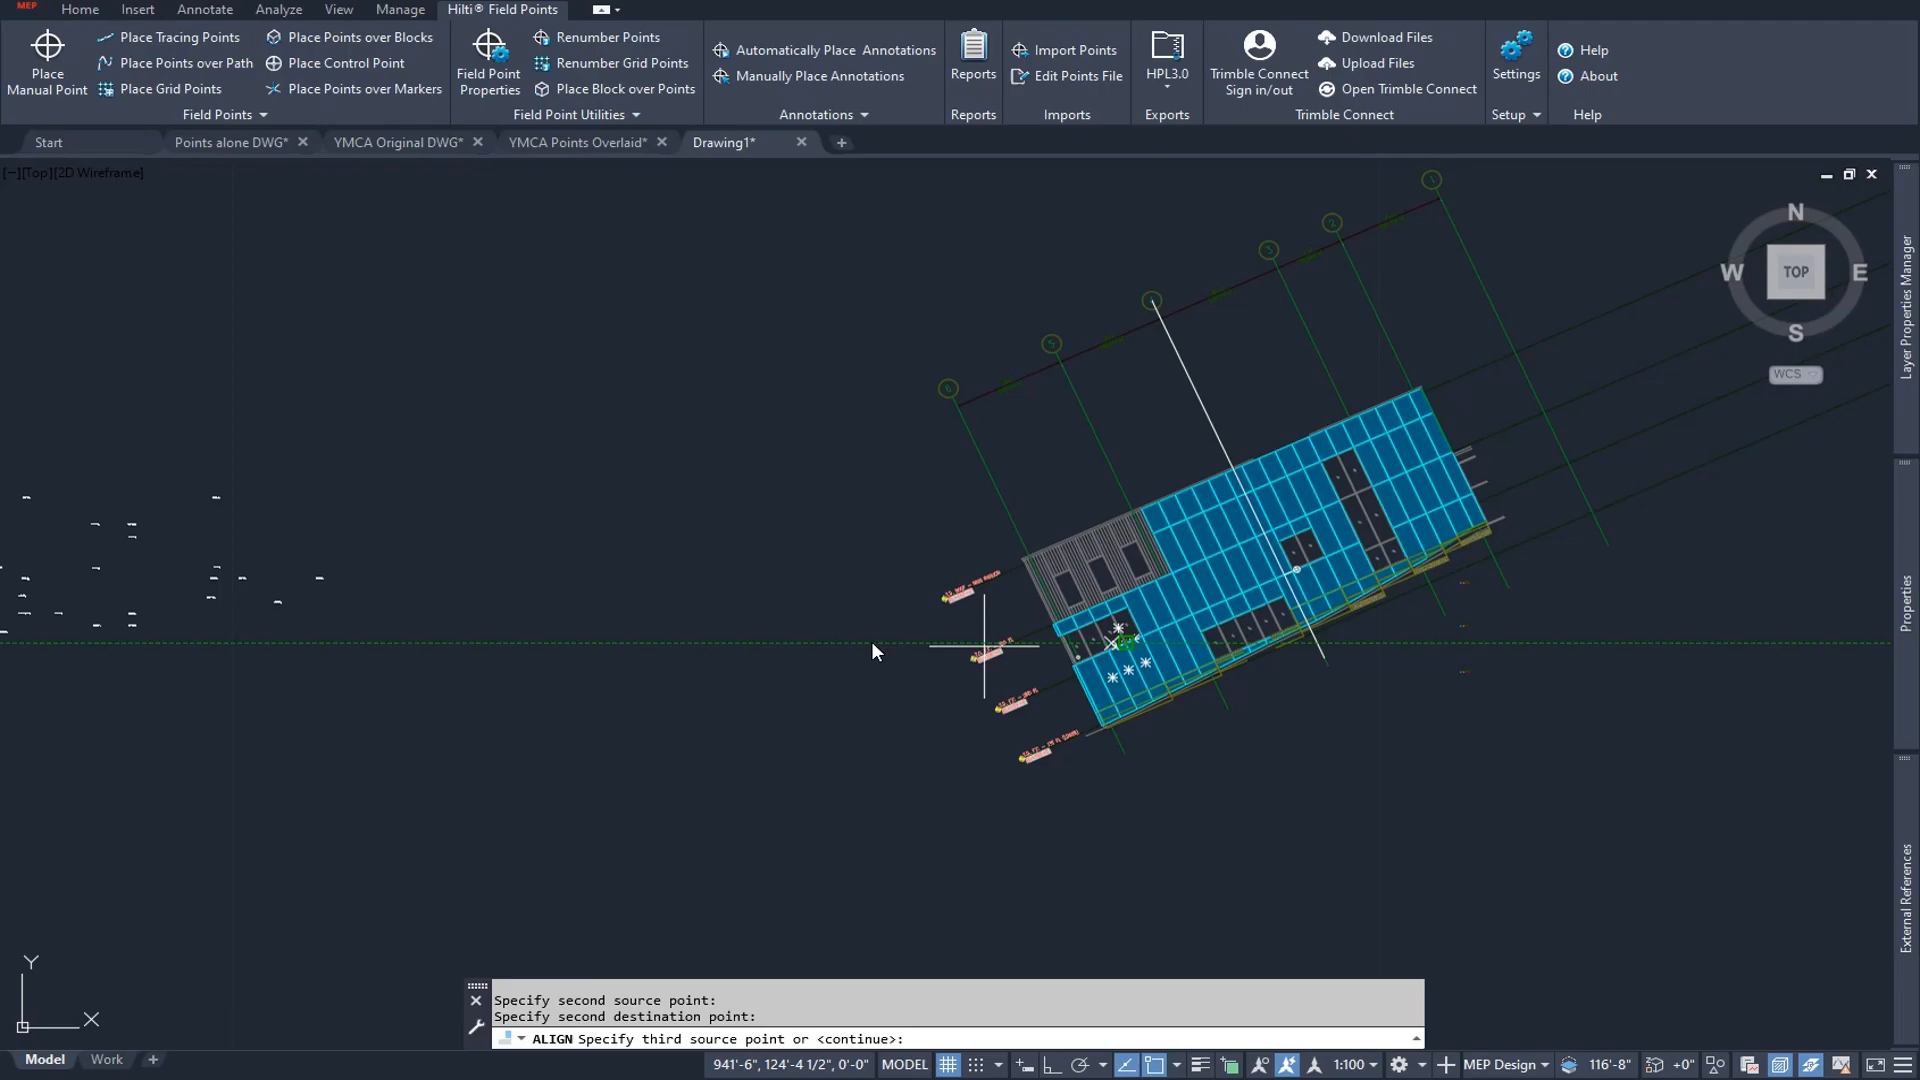 MEP
Home Insert Annotate Analyze View Manage Hilti® Field Points
Place Manual Point
Place Tracing Points
Place Points over Path
Place Grid Points
Place Points over Blocks
Place Control Point
Place Points over Markers
Field Points
Field Point Properties
Renumber Points
Renumber Grid Points
Place Block over Points
Field Point Utilities
Automatically Place Annotations
Manually Place Annotations
Annotations
Reports
Reports
Import Points
Edit Points File
Imports
HPL3.0
Exports
Trimble Connect Sign in/out
Download Files
Upload Files
Open Trimble Connect
Trimble Connect
Settings
Setup
Help
About
Help
Start Points alone DWG* YMCA Original DWG* YMCA Points Overlaid* Drawing1*
[−][Top][2D Wireframe]
N
W TOP E
S
WCS
Layer Properties Manager
Properties
External References
1
2
3
5
6
Y
X
Specify second source point:
Specify second destination point:
ALIGN Specify third source point or <continue>:
Model Work
941'-6", 124'-4 1/2", 0'-0" MODEL 1:100 MEP Design 116'-8" +0"